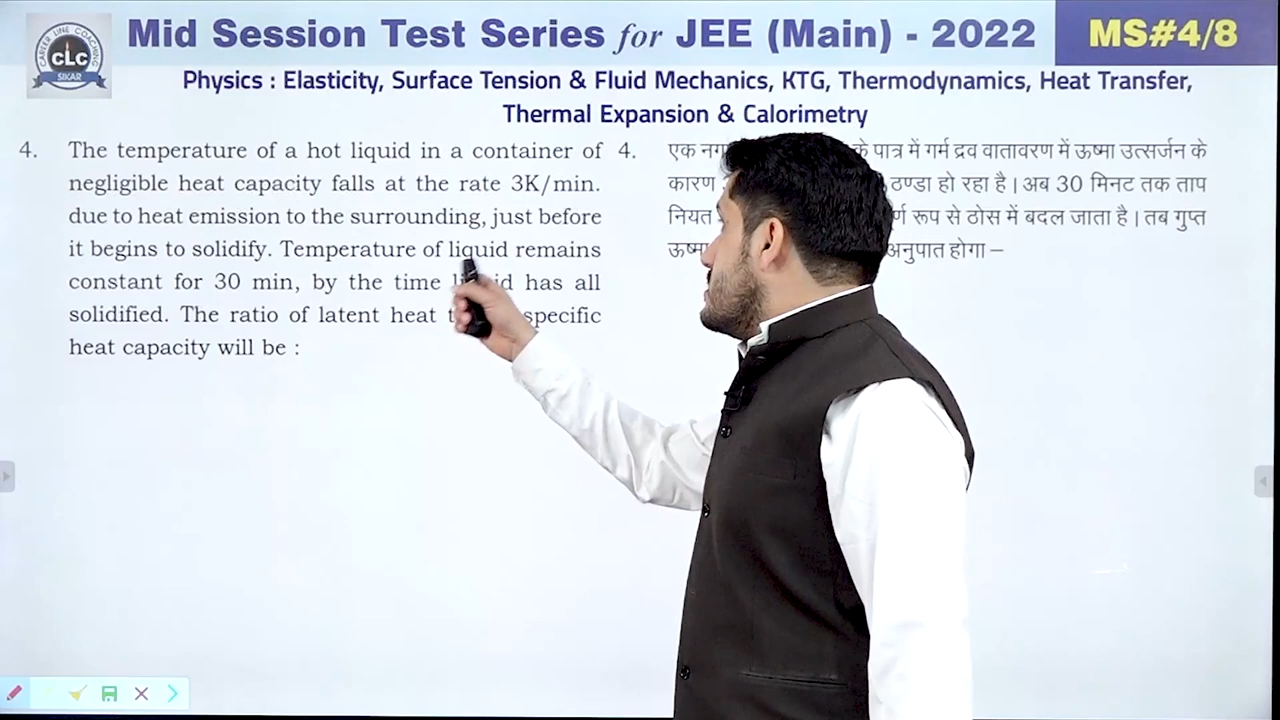 Mid Session Test Series for JEE (Main) - 2022
MS#4/8
CAREER LINE COACHING
CLC
SIKAR
Physics : Elasticity, Surface Tension & Fluid Mechanics, KTG, Thermodynamics, Heat Transfer,
Thermal Expansion & Calorimetry
4. The temperature of a hot liquid in a container of
negligible heat capacity falls at the rate 3K/min.
due to heat emission to the surrounding, just before
it begins to solidify. Temperature of liquid remains
constant for 30 min, by the time has all
solidified. The ratio of latent heat specific
heat capacity will be :
4. एक के पात्र में गर्म द्रव वातावरण में ऊष्मा उत्सर्जन के
कारण ठण्डा हो रहा है। अब 30 मिनट तक ताप
नियत रूप से ठोस में बदल जाता है। तब गुप्त
अनुपात होगा –